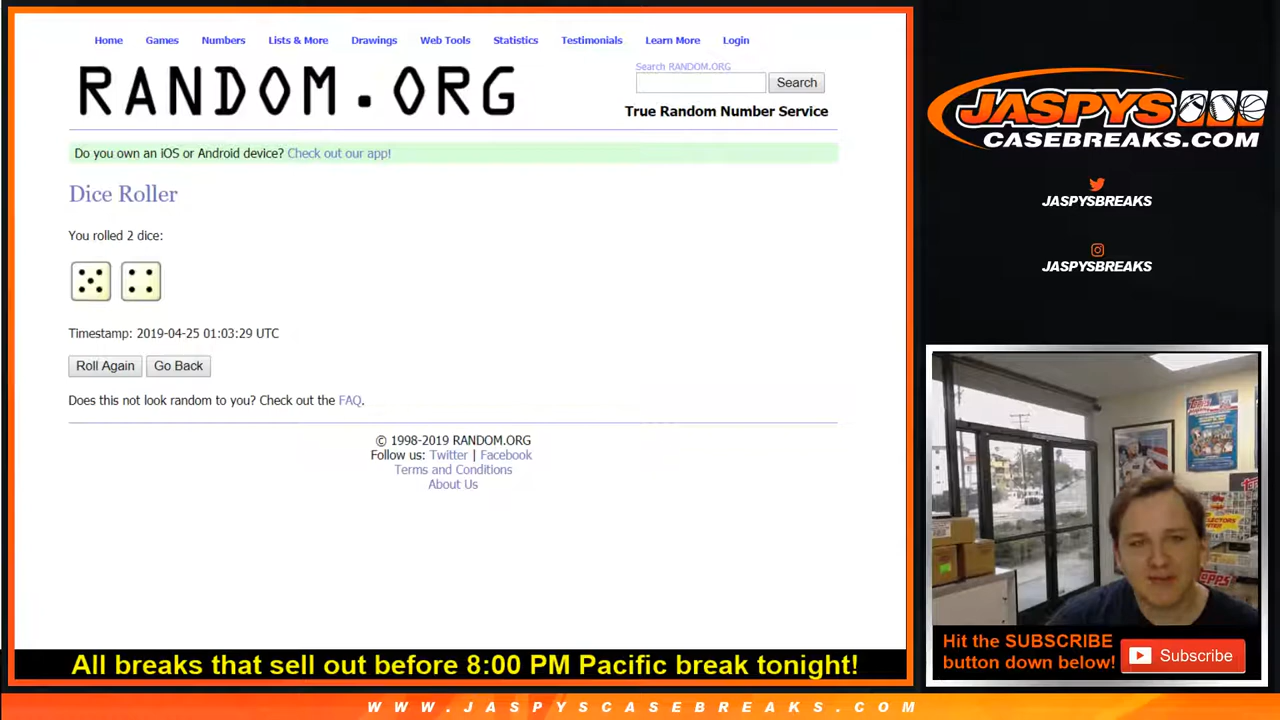 Home Games Numbers Lists & More Drawings Web Tools Statistics Testimonials Learn More Login
RANDOM.ORG
Search RANDOM.ORG
Search
True Random Number Service
Do you own an iOS or Android device? Check out our app!
Dice Roller
You rolled 2 dice:
Timestamp: 2019-04-25 01:03:29 UTC
Roll Again Go Back
Does this not look random to you? Check out the FAQ.
© 1998-2019 RANDOM.ORG
Follow us: Twitter | Facebook
Terms and Conditions
About Us
JASPYS
CASEBREAKS.COM
JASPYSBREAKS
JASPYSBREAKS
Topps
TOPPS
Hit the SUBSCRIBE
button down below!
Subscribe
All breaks that sell out before 8:00 PM Pacific break tonight!
WWW.JASPYSCASEBREAKS.COM